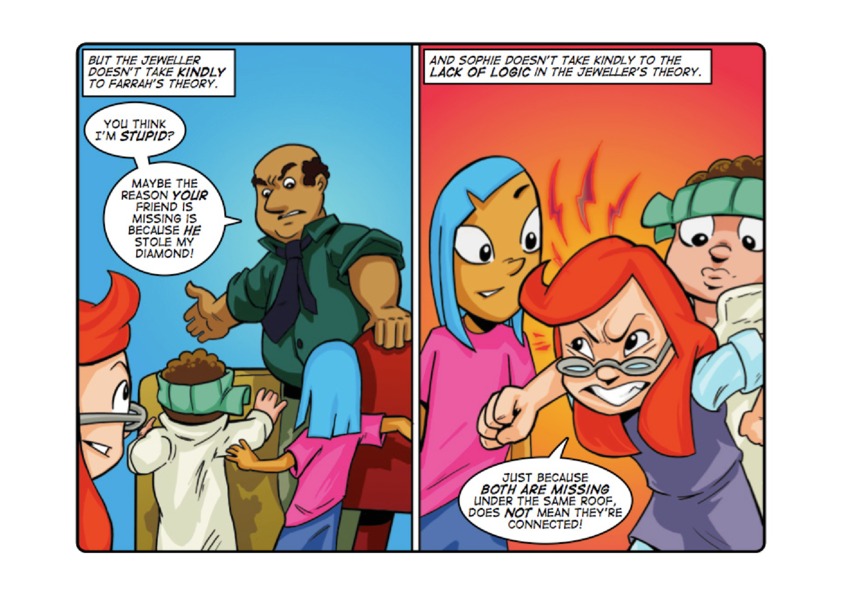 BUT THE JEWELLER
DOESN'T TAKE KINDLY
TO FARRAH'S THEORY.
YOU THINK
I'M STUPID?
MAYBE THE
REASON YOUR
FRIEND IS
MISSING IS
BECAUSE HE
STOLE MY
DIAMOND!
AND SOPHIE DOESN'T TAKE KINDLY TO THE
LACK OF LOGIC IN THE JEWELLER'S THEORY.
JUST BECAUSE
BOTH ARE MISSING
UNDER THE SAME ROOF,
DOES NOT MEAN THEY'RE
CONNECTED!